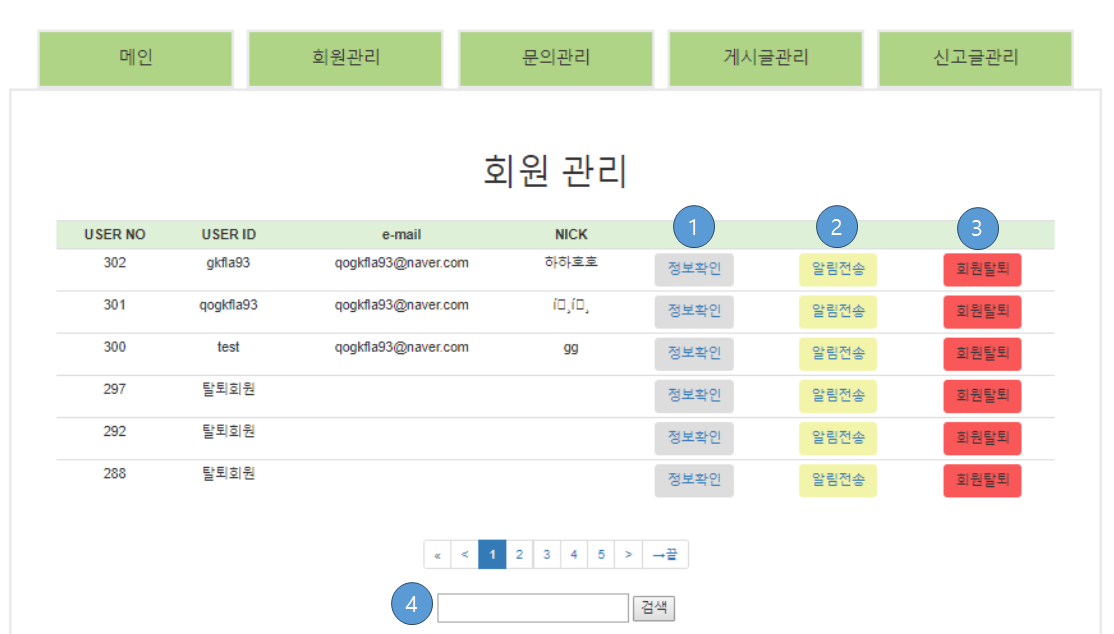 메인 회원관리 문의관리 게시글관리 신고글관리
회원 관리
USER NO USER ID e-mail NICK 1 2 3
302 gkfla93 qogkfla93@naver.com 하하호호 정보확인 알림전송 회원탈퇴
301 qogkfla93 qogkfla93@naver.com 정보확인 알림전송 회원탈퇴
300 test qogkfla93@naver.com gg 정보확인 알림전송 회원탈퇴
297 탈퇴회원 정보확인 알림전송 회원탈퇴
292 탈퇴회원 정보확인 알림전송 회원탈퇴
288 탈퇴회원 정보확인 알림전송 회원탈퇴
« < 1 2 3 4 5 > →끝
4 검색